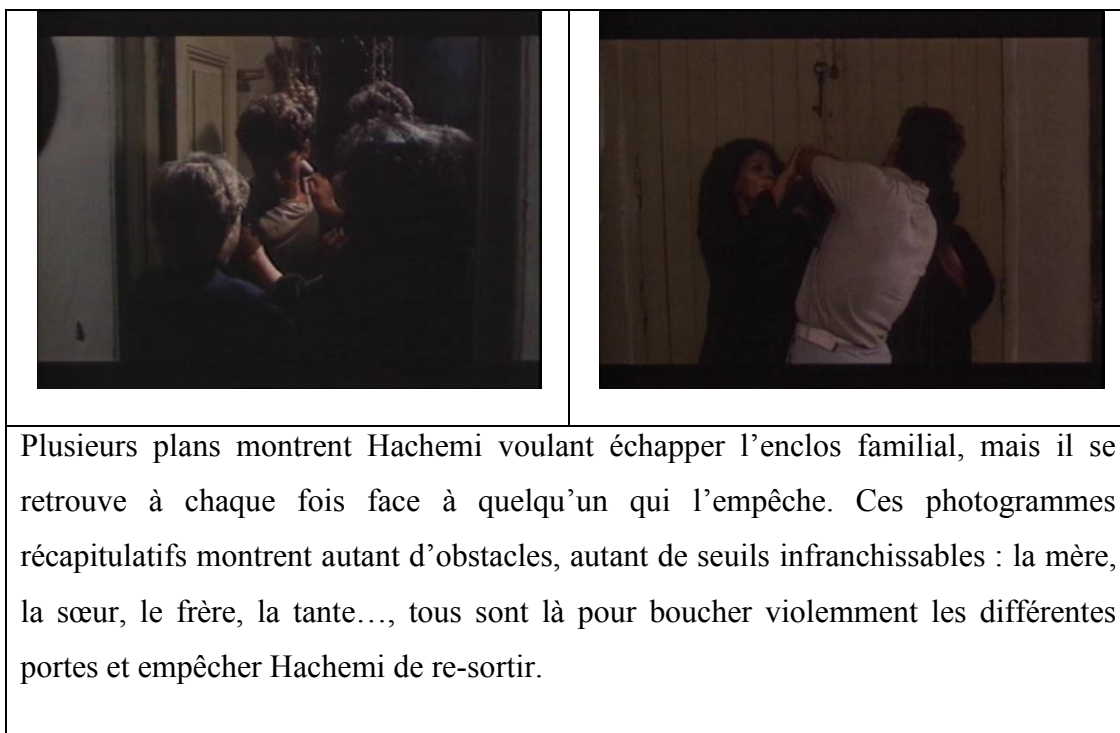 Plusieurs plans montrent Hachemi voulant échapper l’enclos familial, mais il se
retrouve à chaque fois face à quelqu’un qui l’empêche. Ces photogrammes
récapitulatifs montrent autant d’obstacles, autant de seuils infranchissables : la mère,
la sœur, le frère, la tante…, tous sont là pour boucher violemment les différentes
portes et empêcher Hachemi de re-sortir.